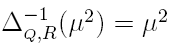 Δ_{Q,R}^{-1}(μ^2) = μ^2